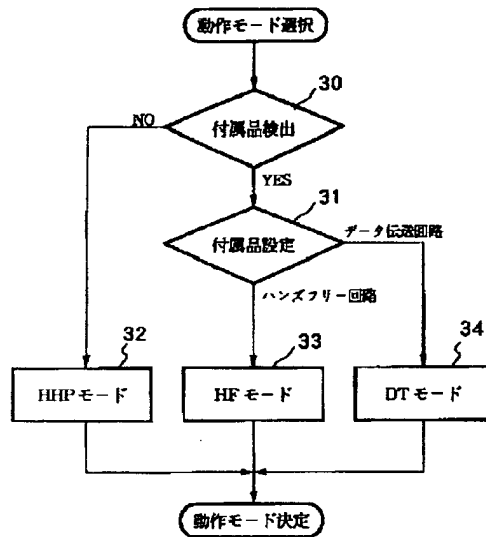 動作モード選択
30
付属品検出
NO
YES
31
付属品設定
データ伝送回路
ハンズフリー回路
32
33
34
HHPモード
HFモード
DTモード
動作モード決定